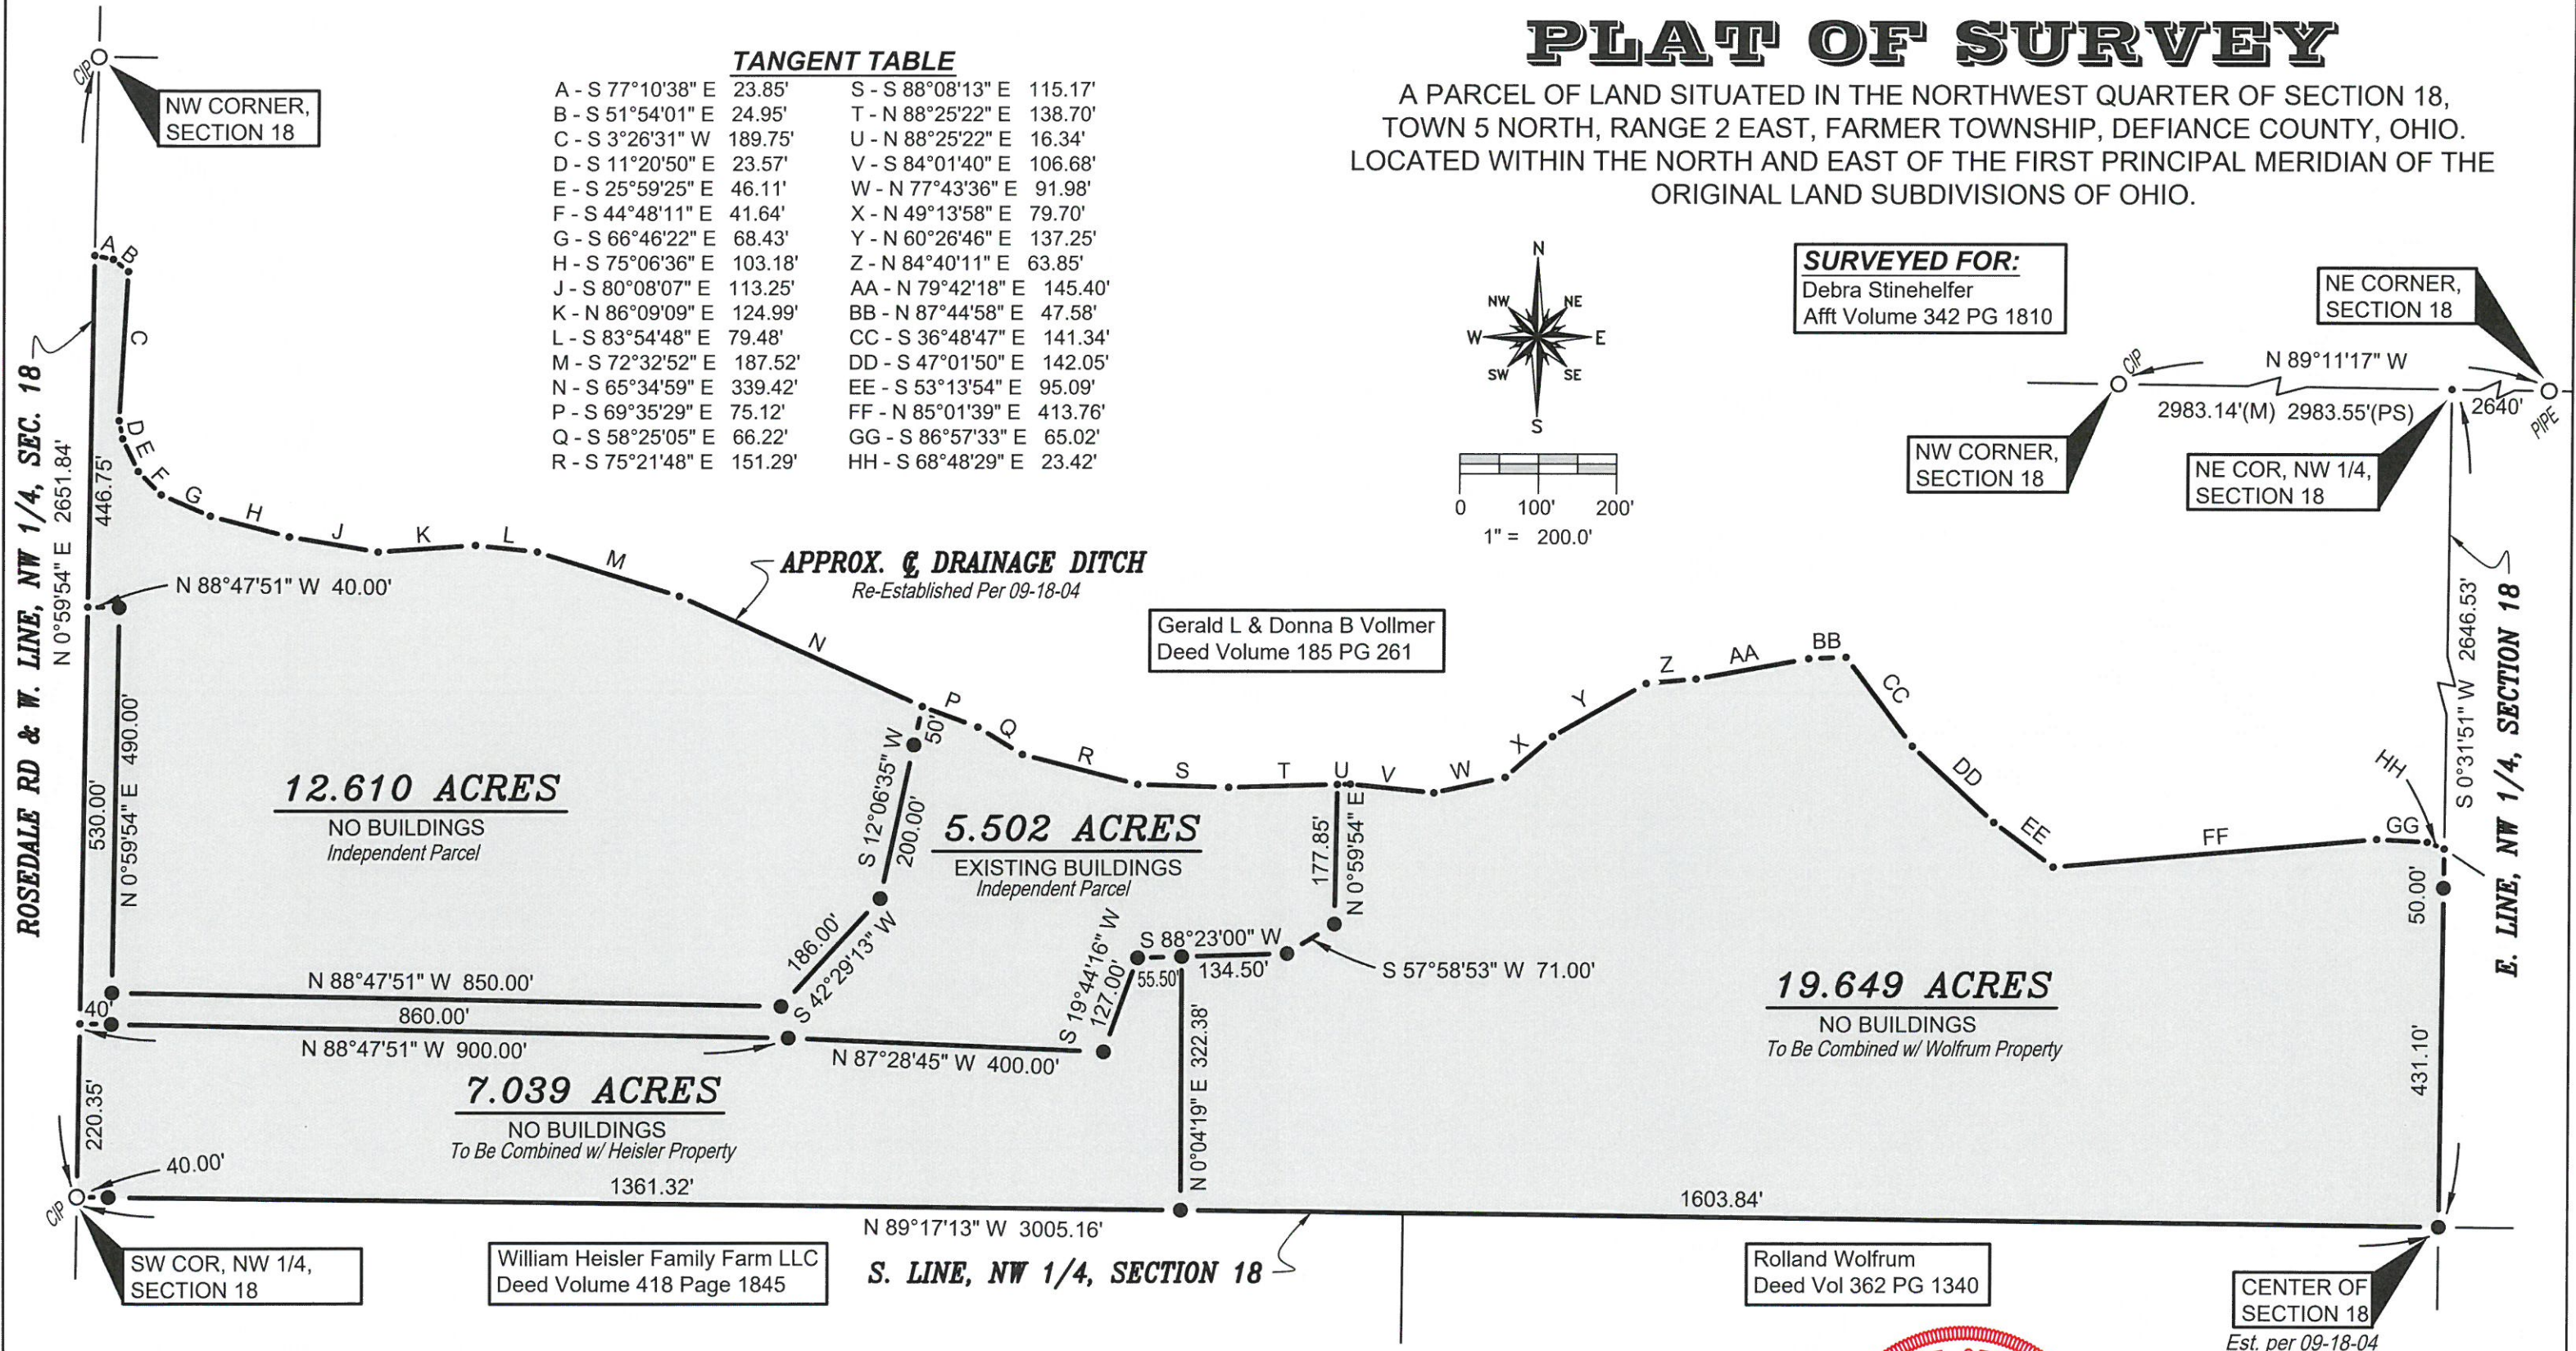 PLAT OF SURVEY
A PARCEL OF LAND SITUATED IN THE NORTHWEST QUARTER OF SECTION 18,
TOWN 5 NORTH, RANGE 2 EAST, FARMER TOWNSHIP, DEFIANCE COUNTY, OHIO.
LOCATED WITHIN THE NORTH AND EAST OF THE FIRST PRINCIPAL MERIDIAN OF THE
ORIGINAL LAND SUBDIVISIONS OF OHIO.
CIP
NW CORNER,
SECTION 18
TANGENT TABLE
A - S 77°10'38" E 23.85'
B - S 51°54'01" E 24.95'
C - S 3°26'31" W 189.75'
D - S 11°20'50" E 23.57'
E - S 25°59'25" E 46.11'
F - S 44°48'11" E 41.64'
G - S 66°46'22" E 68.43'
H - S 75°06'36" E 103.18'
J - S 80°08'07" E 113.25'
K - N 86°09'09" E 124.99'
L - S 83°54'48" E 79.48'
M - S 72°32'52" E 187.52'
N - S 65°34'59" E 339.42'
P - S 69°35'29" E 75.12'
Q - S 58°25'05" E 66.22'
R - S 75°21'48" E 151.29'
S - S 88°08'13" E 115.17'
T - N 88°25'22" E 138.70'
U - N 88°25'22" E 16.34'
V - S 84°01'40" E 106.68'
W - N 77°43'36" E 91.98'
X - N 49°13'58" E 79.70'
Y - N 60°26'46" E 137.25'
Z - N 84°40'11" E 63.85'
AA - N 79°42'18" E 145.40'
BB - N 87°44'58" E 47.58'
CC - S 36°48'47" E 141.34'
DD - S 47°01'50" E 142.05'
EE - S 53°13'54" E 95.09'
FF - N 85°01'39" E 413.76'
GG - S 86°57'33" E 65.02'
HH - S 68°48'29" E 23.42'
N
NW
NE
W
E
SW
SE
S
0 100' 200'
1" = 200.0'
SURVEYED FOR:
Debra Stinehelfer
Afft Volume 342 PG 1810
NE CORNER,
SECTION 18
CIP
N 89°11'17" W
2983.14'(M) 2983.55'(PS)
2640'
PIPE
NW CORNER,
SECTION 18
NE COR, NW 1/4,
SECTION 18
A
B
C
D
E
F
G
H
J
K
L
M
N
P
Q
R
S
T
U
V
W
X
Y
Z
AA
BB
CC
DD
EE
FF
GG
HH
ROSEDALE RD & W. LINE, NW 1/4, SEC. 18
N 0°59'54" E 2651.84'
446.75'
N 88°47'51" W 40.00'
APPROX. ℄ DRAINAGE DITCH
Re-Established Per 09-18-04
Gerald L & Donna B Vollmer
Deed Volume 185 PG 261
S 0°31'51" W 2646.53'
E. LINE, NW 1/4, SECTION 18
530.00'
N 0°59'54" E 490.00'
12.610 ACRES
NO BUILDINGS
Independent Parcel
50'
S 12°06'35" W
200.00'
5.502 ACRES
EXISTING BUILDINGS
Independent Parcel
177.85'
N 0°59'54" E
186.00'
S 42°29'13" W
S 19°44'16" W
127.00'
S 88°23'00" W
55.50'
134.50'
S 57°58'53" W 71.00'
50.00'
19.649 ACRES
NO BUILDINGS
To Be Combined w/ Wolfrum Property
N 88°47'51" W 850.00'
40'
860.00'
N 88°47'51" W 900.00'
N 87°28'45" W 400.00'
N 0°04'19" E 322.38'
431.10'
7.039 ACRES
NO BUILDINGS
To Be Combined w/ Heisler Property
220.35'
40.00'
CIP
1361.32'
1603.84'
N 89°17'13" W 3005.16'
SW COR, NW 1/4,
SECTION 18
William Heisler Family Farm LLC
Deed Volume 418 Page 1845
S. LINE, NW 1/4, SECTION 18
Rolland Wolfrum
Deed Vol 362 PG 1340
CENTER OF
SECTION 18
Est. per 09-18-04